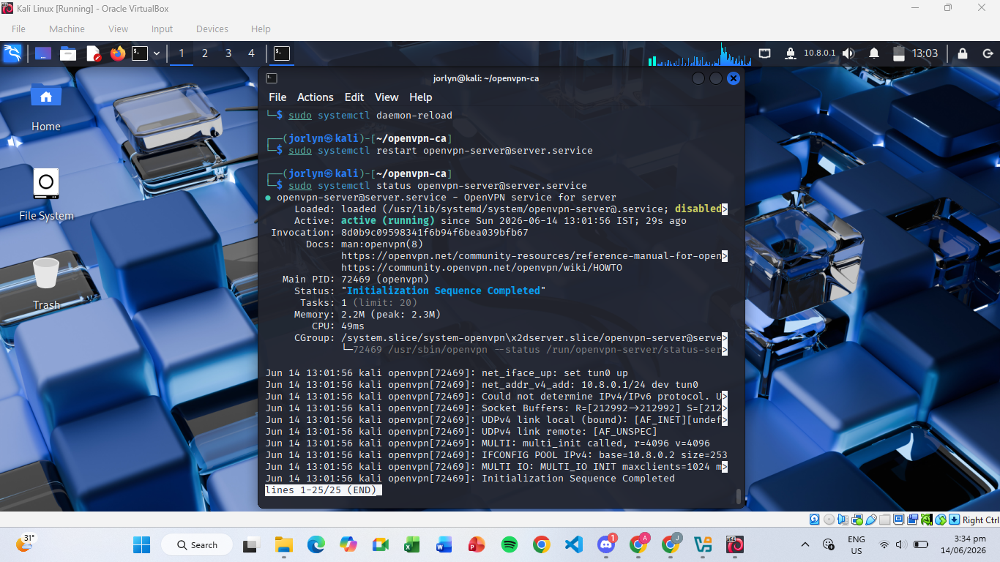 Kali Linux [Running] - Oracle VirtualBox
File Machine View Input Devices Help
1 2 3 4
10.8.0.1
13:03
Home
File System
Trash
jorlyn@kali: ~/openvpn-ca
File Actions Edit View Help
└─$ sudo systemctl daemon-reload
┌──(jorlyn㉿kali)-[~/openvpn-ca]
└─$ sudo systemctl restart openvpn-server@server.service
┌──(jorlyn㉿kali)-[~/openvpn-ca]
└─$ sudo systemctl status openvpn-server@server.service
● openvpn-server@server.service - OpenVPN service for server
Loaded: loaded (/usr/lib/systemd/system/openvpn-server@.service; disabled>
Active: active (running) since Sun 2026-06-14 13:01:56 IST; 29s ago
Invocation: 8d0b9c09598341f6b94f6bea039bfb67
Docs: man:openvpn(8)
https://openvpn.net/community-resources/reference-manual-for-open>
https://community.openvpn.net/openvpn/wiki/HOWTO
Main PID: 72469 (openvpn)
Status: "Initialization Sequence Completed"
Tasks: 1 (limit: 20)
Memory: 2.2M (peak: 2.3M)
CPU: 49ms
CGroup: /system.slice/system-openvpn\x2dserver.slice/openvpn-server@serve>
└─72469 /usr/sbin/openvpn --status /run/openvpn-server/status-ser>
Jun 14 13:01:56 kali openvpn[72469]: net_iface_up: set tun0 up
Jun 14 13:01:56 kali openvpn[72469]: net_addr_v4_add: 10.8.0.1/24 dev tun0
Jun 14 13:01:56 kali openvpn[72469]: Could not determine IPv4/IPv6 protocol. U>
Jun 14 13:01:56 kali openvpn[72469]: Socket Buffers: R=[212992->212992] S=[212>
Jun 14 13:01:56 kali openvpn[72469]: UDPv4 link local (bound): [AF_INET][undef>
Jun 14 13:01:56 kali openvpn[72469]: UDPv4 link remote: [AF_UNSPEC]
Jun 14 13:01:56 kali openvpn[72469]: MULTI: multi_init called, r=4096 v=4096
Jun 14 13:01:56 kali openvpn[72469]: IFCONFIG POOL IPv4: base=10.8.0.2 size=253
Jun 14 13:01:56 kali openvpn[72469]: MULTI IO: MULTI_IO INIT maxclients=1024 m>
Jun 14 13:01:56 kali openvpn[72469]: Initialization Sequence Completed
lines 1-25/25 (END)
Right Ctrl
31°
Search
1
A
J
ENG
US
3:34 pm
14/06/2026